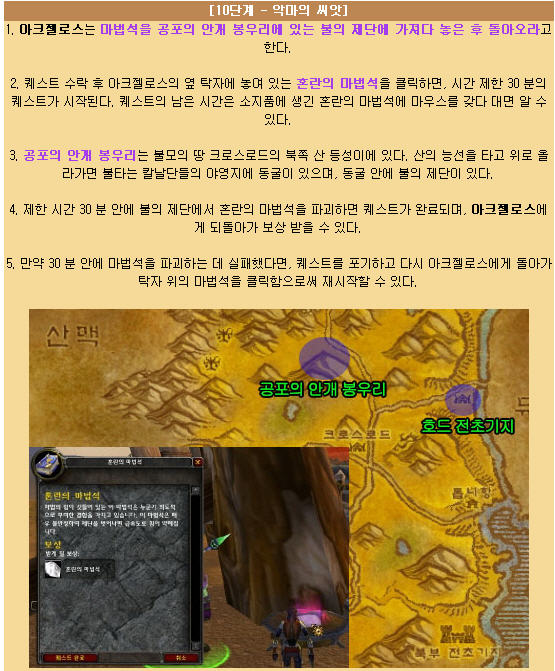 [10단계 - 악마의 씨앗]
1. 아크젤로스는 마법석을 공포의 안개 봉우리에 있는 불의 제단에 가져다 놓은 후 돌아오라고
한다.
2. 퀘스트 수락 후 아크젤로스의 옆 탁자에 놓여 있는 혼란의 마법석을 클릭하면, 시간 제한 30분의
퀘스트가 시작된다. 퀘스트의 남은 시간은 소지품에 생긴 혼란의 마법석에 마우스를 갖다 대면 알 수
있다.
3. 공포의 안개 봉우리는 불모의 땅 크로스로드의 북쪽 산 등성이에 있다. 산의 능선을 타고 위로 올
라가면 불타는 칼날단들의 야영지에 동굴이 있으며, 동굴 안에 불의 제단이 있다.
4. 제한 시간 30분 안에 불의 제단에서 혼란의 마법석을 파괴하면 퀘스트가 완료되며, 아크젤로스에
게 되돌아가 보상 받을 수 있다.
5. 만약 30분 안에 마법석을 파괴하는 데 실패했다면, 퀘스트를 포기하고 다시 아크젤로스에게 돌아가
탁자 위의 마법석을 클릭함으로써 재시작할 수 있다.
산맥
공포의 안개 봉우리
호드 전초기지
크로스로드
톱니항
북부 전초기지
혼란의 마법석
혼란의 마법석
보상
받게 될 보상:
혼란의 마법석
퀘스트 완료
취소